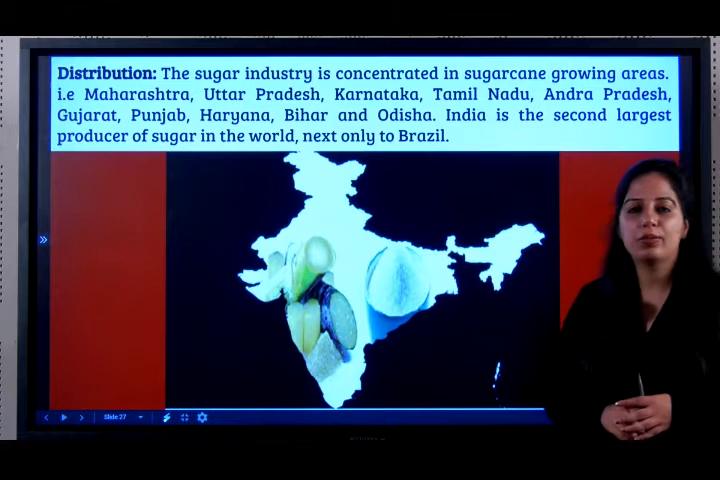 Distribution: The sugar industry is concentrated in sugarcane growing areas.
i.e Maharashtra, Uttar Pradesh, Karnataka, Tamil Nadu, Andra Pradesh,
Gujarat, Punjab, Haryana, Bihar and Odisha. India is the second largest
producer of sugar in the world, next only to Brazil.
Slide 27